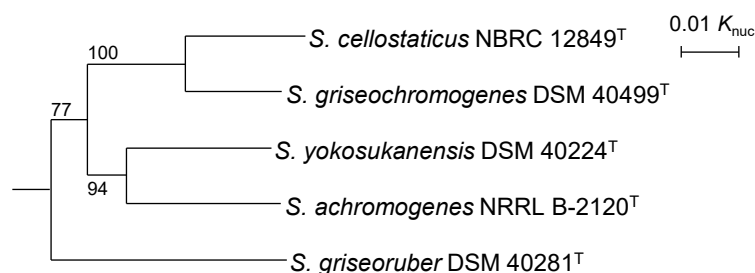 0.01 Knuc
S. cellostaticus NBRC 12849ᵀ
100
S. griseochromogenes DSM 40499ᵀ
77
S. yokosukanensis DSM 40224ᵀ
94
S. achromogenes NRRL B-2120ᵀ
S. griseoruber DSM 40281ᵀ